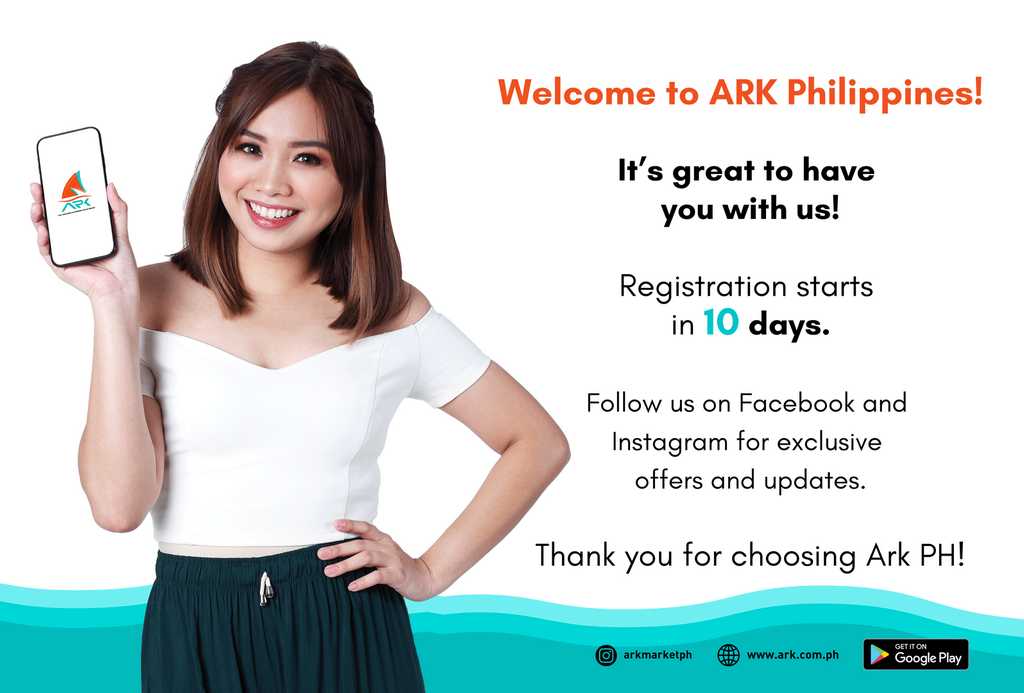 ARK
Welcome to ARK Philippines!
It's great to have
you with us!
Registration starts
in 10 days.
Follow us on Facebook and
Instagram for exclusive
offers and updates.
Thank you for choosing Ark PH!
arkmarketph
www.ark.com.ph
GET IT ON
Google Play